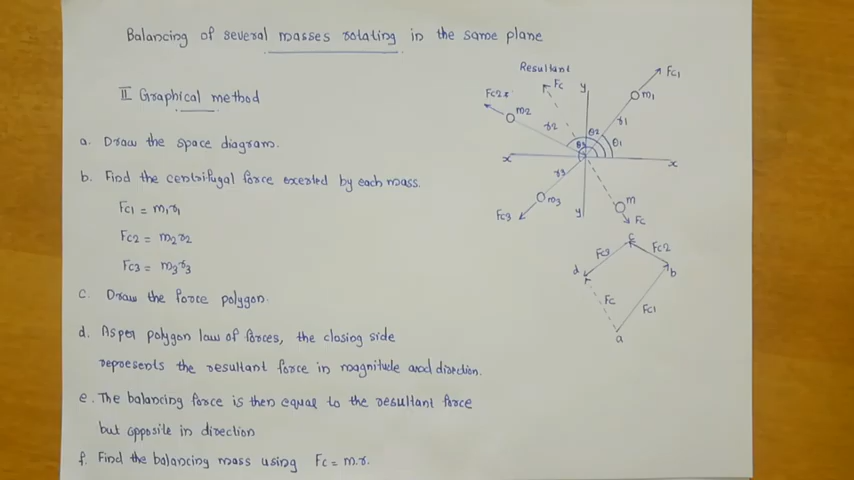 Balancing of several masses rotating in the same plane
II Graphical method
a. Draw the space diagram.
b. Find the centrifugal force exerted by each mass.
Fc1 = m1r1
Fc2 = m2r2
Fc3 = m3r3
c. Draw the force polygon.
d. As per polygon law of forces, the closing side
represents the resultant force in magnitude and direction.
e. The balancing force is then equal to the resultant force
but opposite in direction
f. Find the balancing mass using Fc = m.r.
Resultant
Fc
y
Fc1
m1
Fc2
m2
r2
r1
θ2
θ1
θ3
x
x
r3
m3
Fc3
y
m
Fc
c
Fc3
Fc2
d
b
Fc
Fc1
a